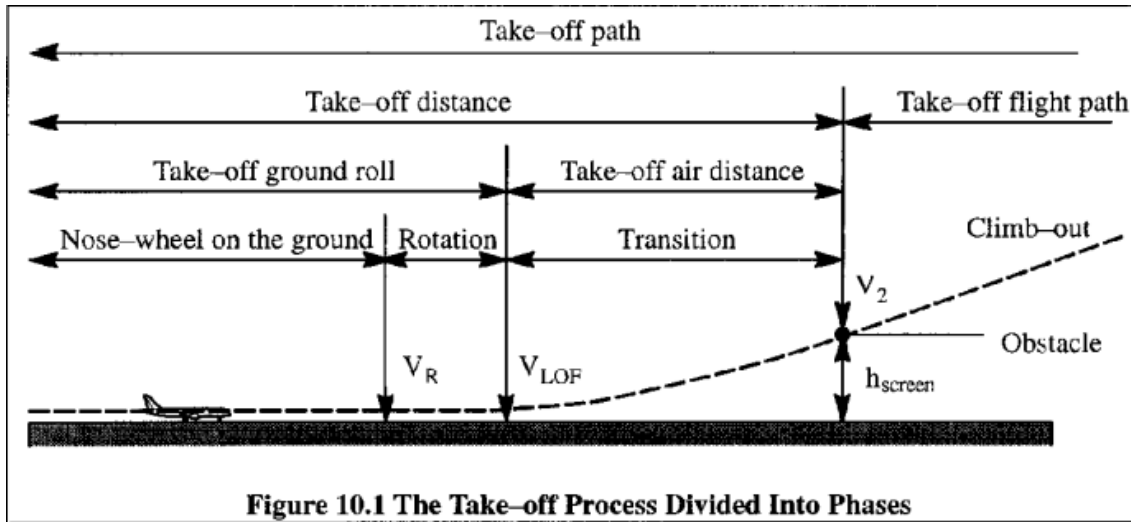 Take–off path
Take–off distance
Take–off flight path
Take–off ground roll
Take–off air distance
Nose–wheel on the ground
Rotation
Transition
Climb–out
V2
Obstacle
VR
VLOF
hscreen
Figure 10.1 The Take–off Process Divided Into Phases